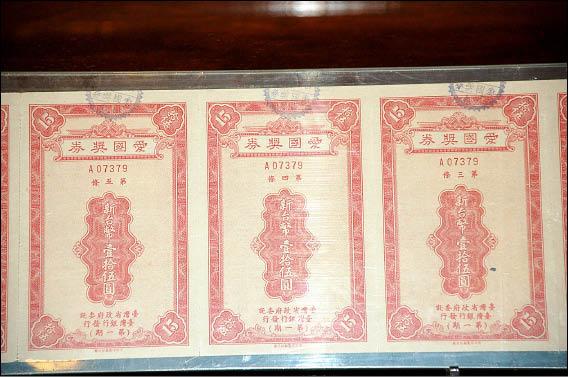 15
愛國獎券
A07379
第五條
新台幣壹拾伍圓
臺灣省政府委託
臺灣銀行發行
(第一期)
15
15
愛國獎券
A07379
第四條
新台幣壹拾伍圓
臺灣省政府委託
臺灣銀行發行
(第一期)
15
15
愛國獎券
A07379
第三條
新台幣壹拾伍圓
臺灣省政府委託
臺灣銀行發行
(第一期)
15